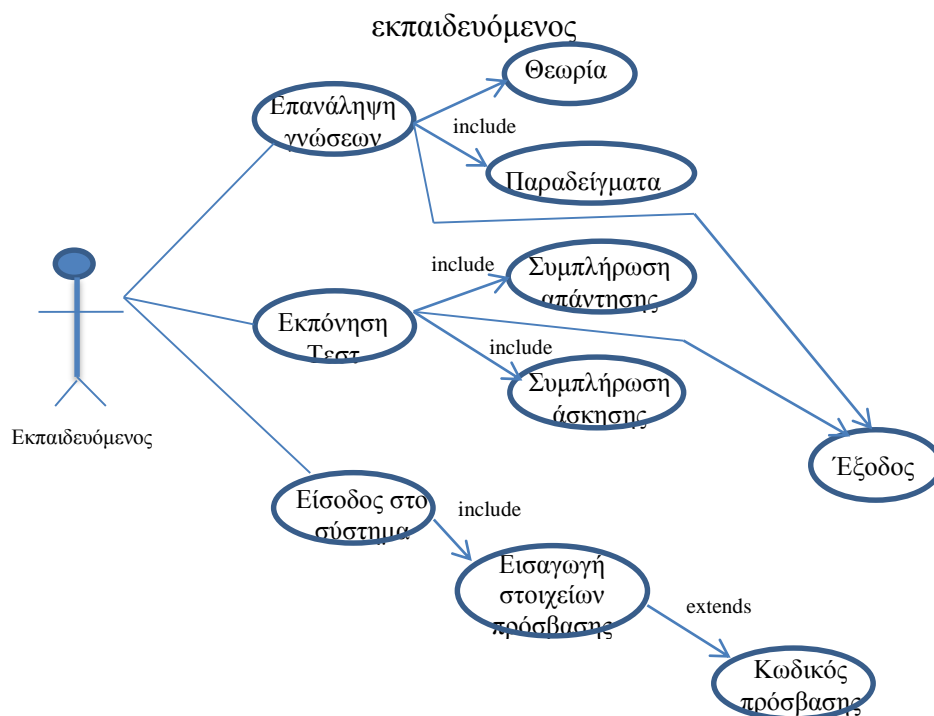 εκπαιδευόμενος
Θεωρία
Επανάληψη
γνώσεων
include
Παραδείγματα
include
Συμπλήρωση
απάντησης
Εκπόνηση
Τεστ
include
Συμπλήρωση
άσκησης
Εκπαιδευόμενος
Έξοδος
Είσοδος στο
σύστημα
include
Εισαγωγή
στοιχείων
πρόσβασης
extends
Κωδικός
πρόσβασης